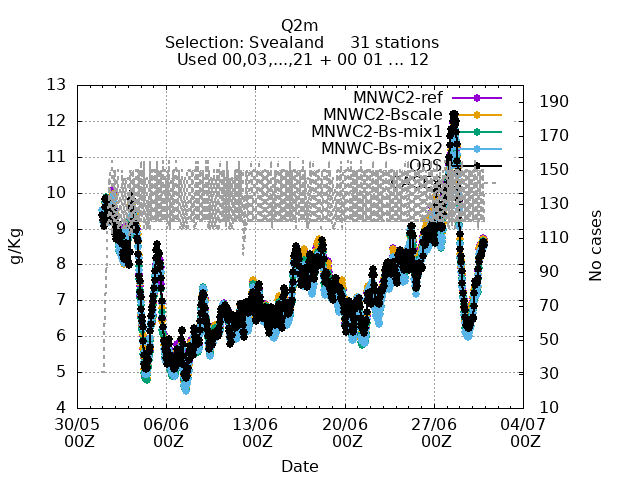 Q2m
Selection: Svealand 31 stations
Used 00,03,...,21 + 00 01 ... 12
13
12
11
10
9
8
7
6
5
4
g/Kg
190
170
150
130
110
90
70
50
30
10
No cases
MNWC2-ref
MNWC2-Bscale
MNWC2-Bs-mix1
MNWC-Bs-mix2
OBS
30/05 06/06 13/06 20/06 27/06 04/07
00Z 00Z 00Z 00Z 00Z 00Z
Date